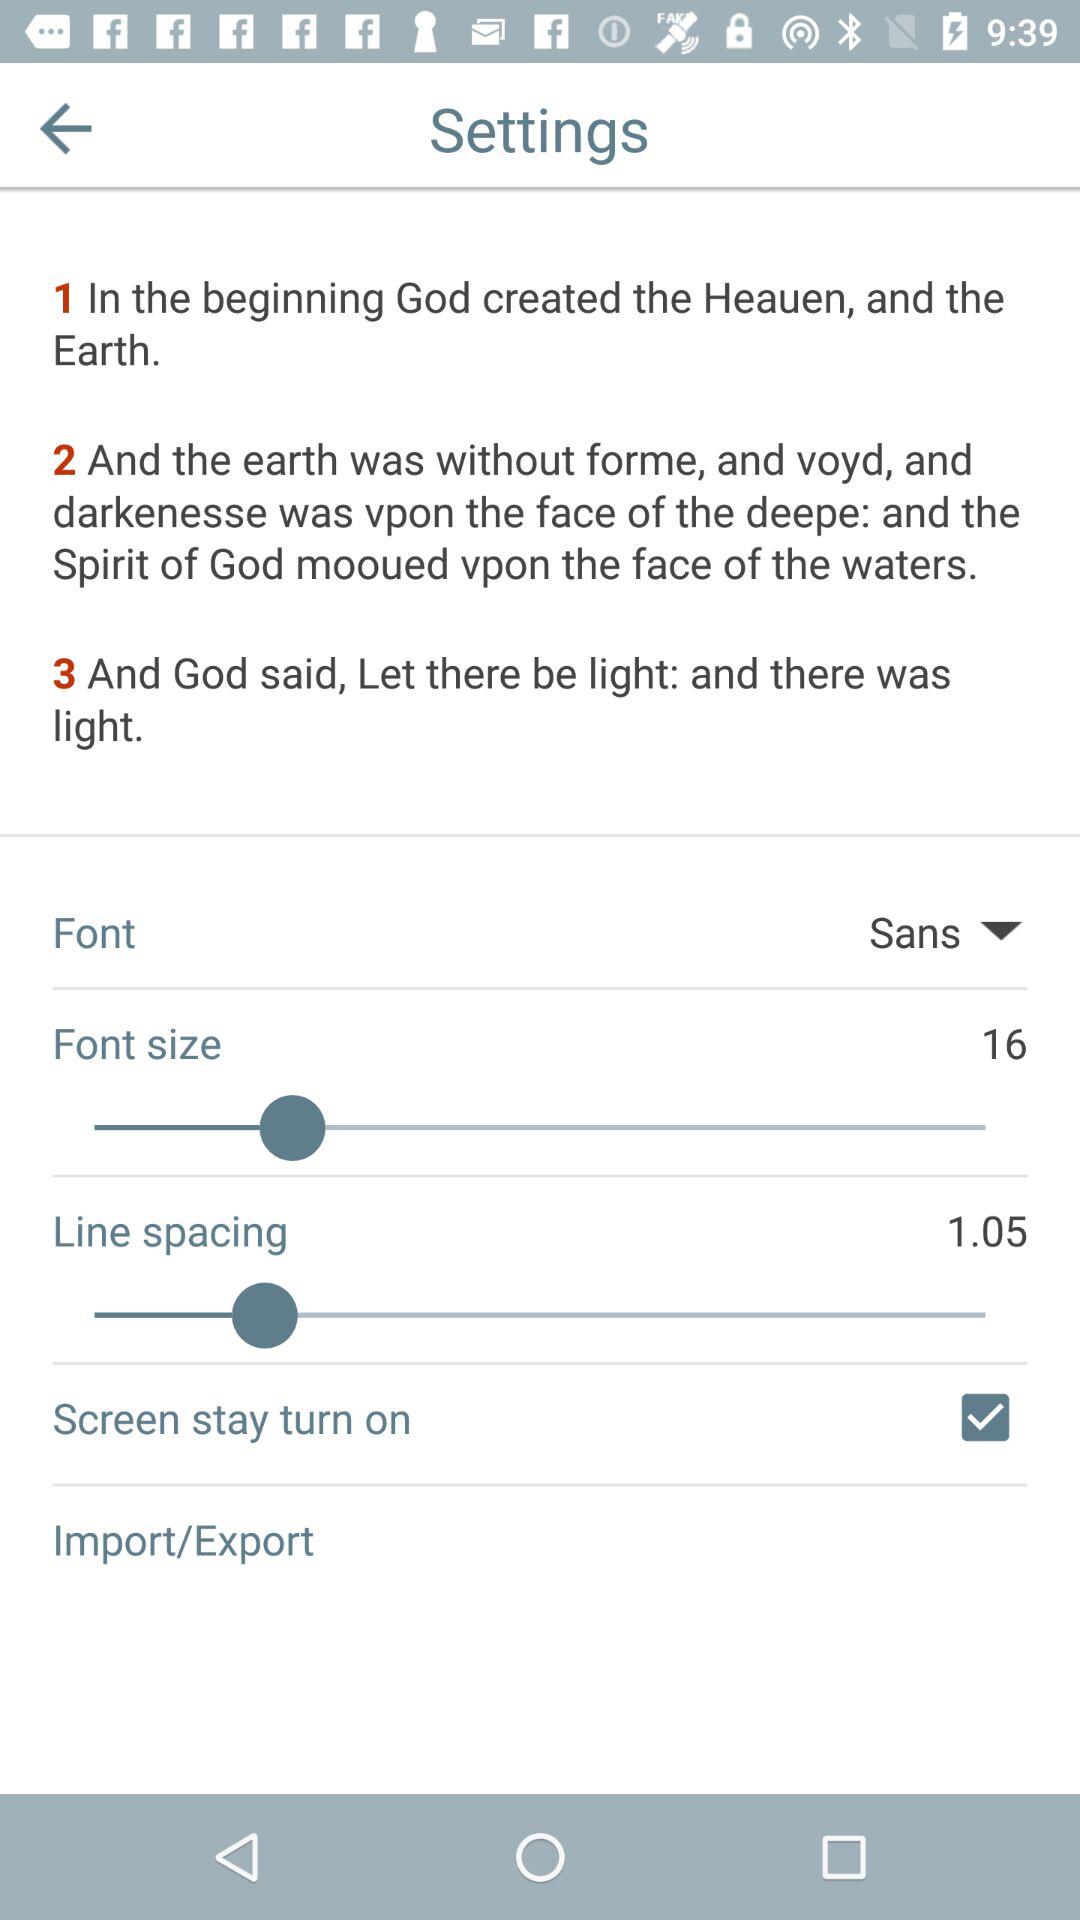 FAKE
9:39
Settings
1 In the beginning God created the Heauen, and the
Earth.
2 And the earth was without forme, and voyd, and
darkenesse was vpon the face of the deepe: and the
Spirit of God mooued vpon the face of the waters.
3 And God said, Let there be light: and there was
light.
Font Sans
Font size 16
Line spacing 1.05
Screen stay turn on
Import/Export